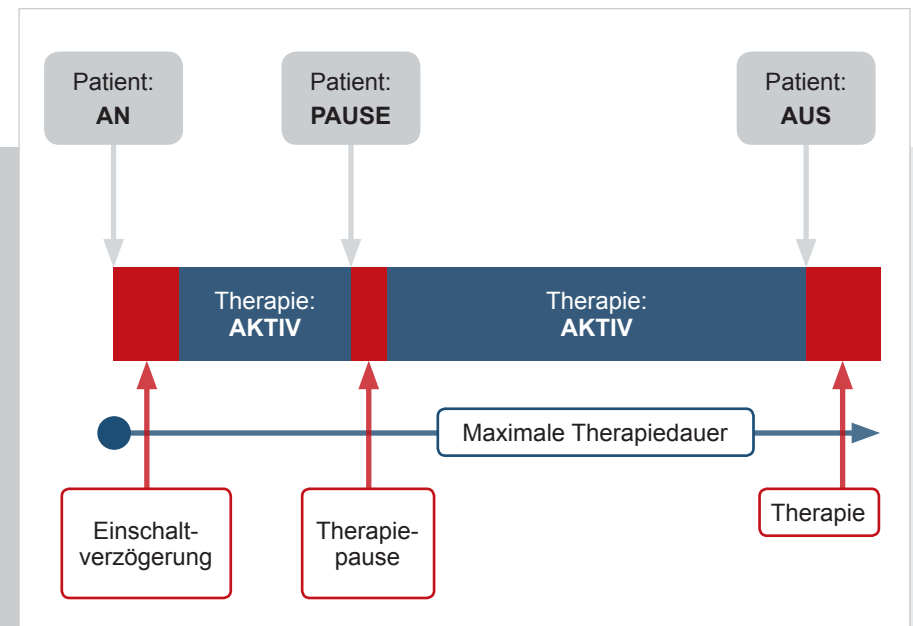 Patient:
AN
Patient:
PAUSE
Patient:
AUS
Therapie:
AKTIV
Therapie:
AKTIV
Maximale Therapiedauer
Einschalt-
verzögerung
Therapie-
pause
Therapie